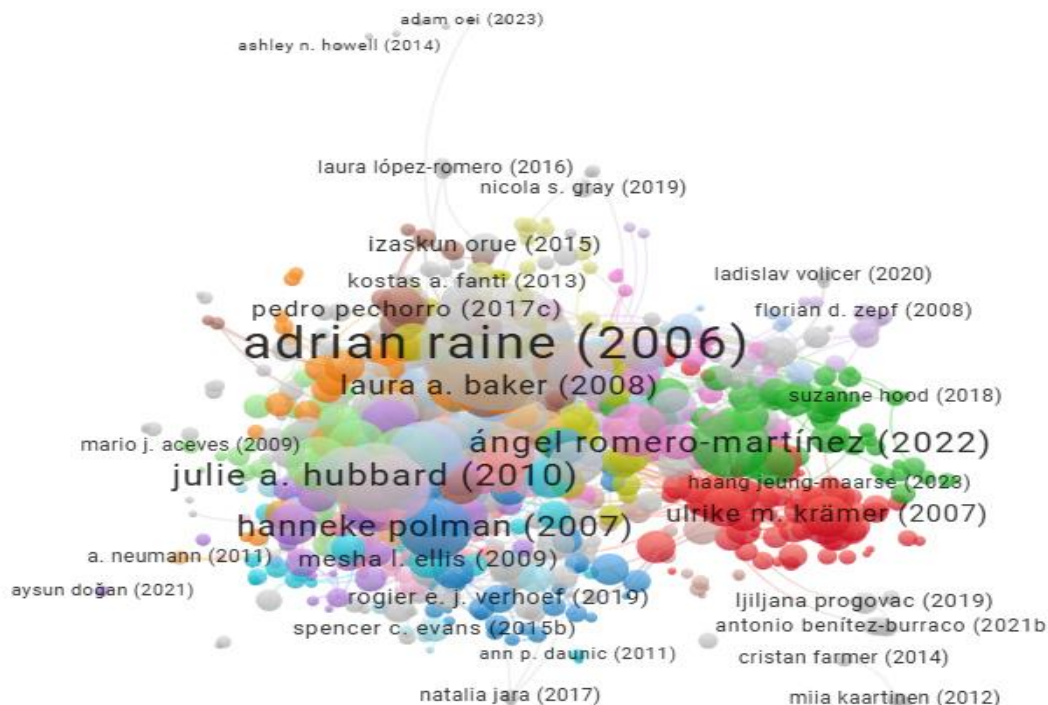 adam oei (2023)
ashley n. howell (2014)
laura lópez-romero (2016)
nicola s. gray (2019)
izaskun orue (2015)
ladislav volicer (2020)
kostas a. fanti (2013)
pedro pechorro (2017c)
florian d. zepf (2008)
adrian raine (2006)
laura a. baker (2008)
suzanne hood (2018)
mario j. aceves (2009)
ángel romero-martínez (2022)
julie a. hubbard (2010)
haang jeung-maarse (2023)
ulrike m. krämer (2007)
hanneke polman (2007)
a. neumann (2011)
mesha l. ellis (2009)
aysun doğan (2021)
rogier e. j. verhoef (2019)
ljiljana progovac (2019)
spencer c. evans (2015b)
antonio benítez-burraco (2021b
ann p. daunic (2011)
cristan farmer (2014)
natalia jara (2017)
miia kaartinen (2012)